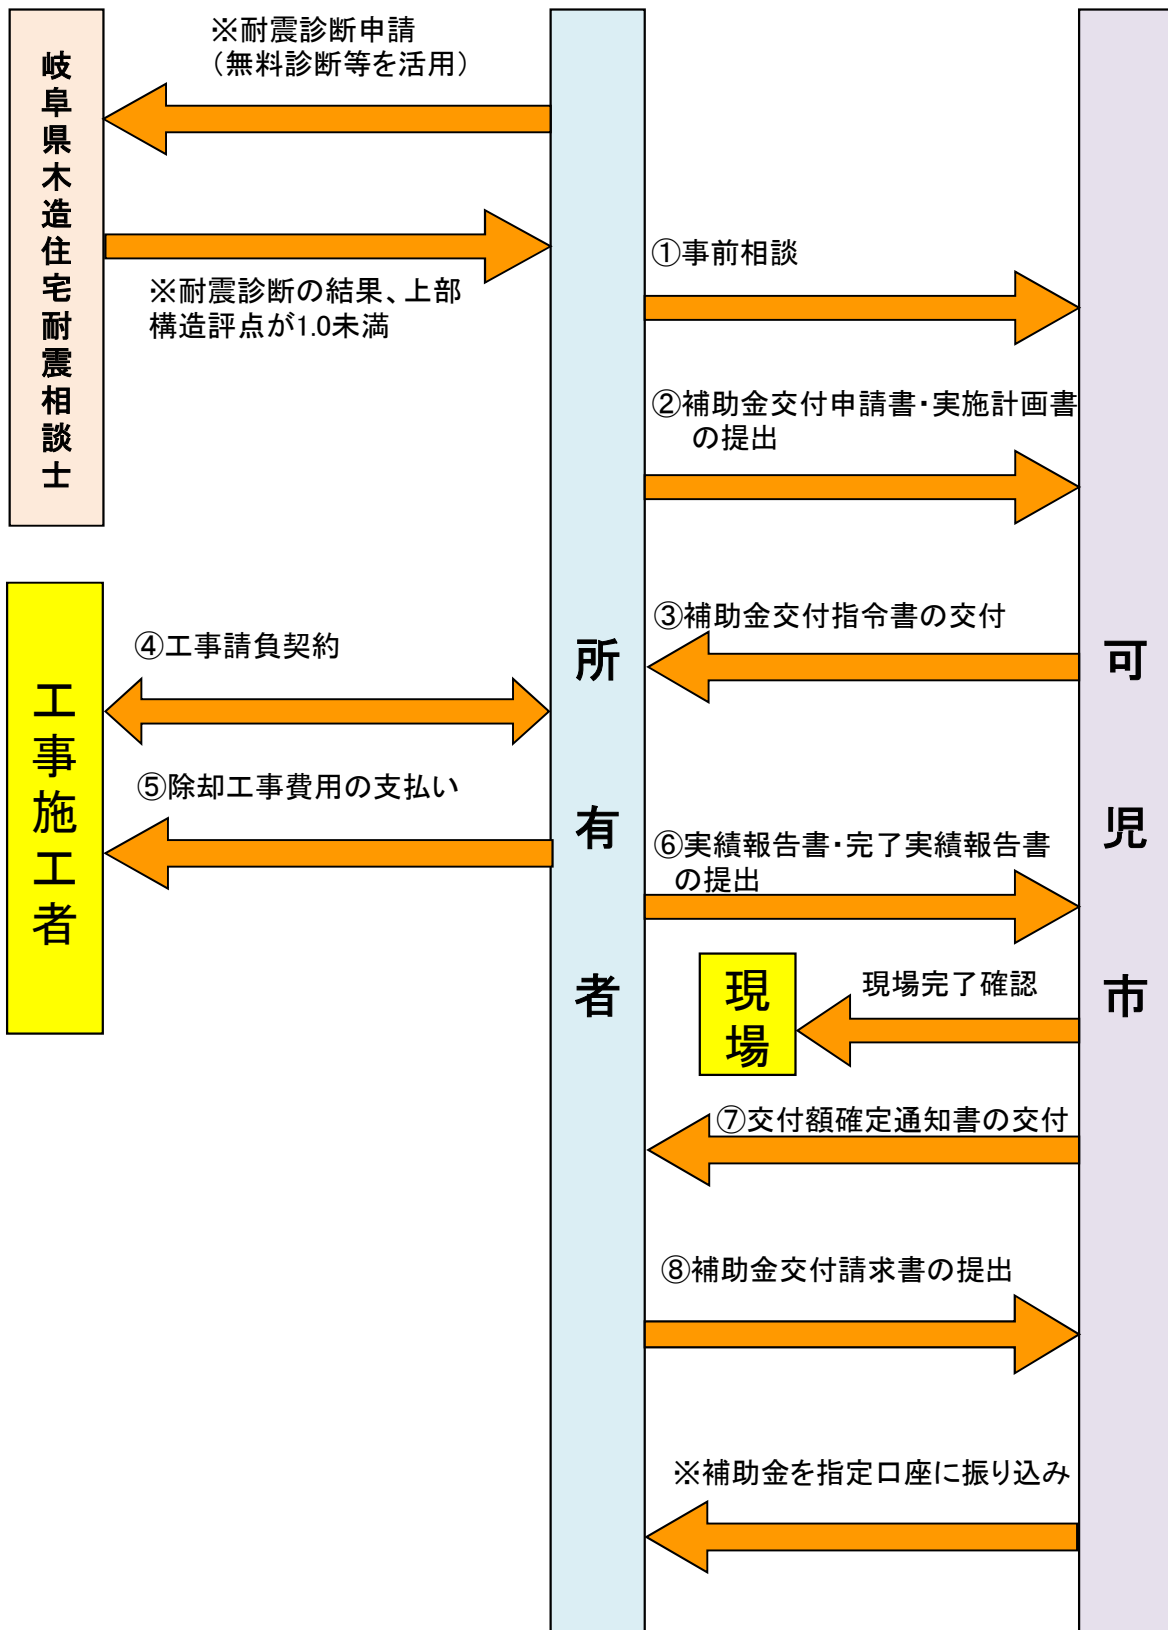 ※耐震診断申請
（無料診断等を活用）
岐阜県木造住宅耐震相談士
※耐震診断の結果、上部
構造評点が1.0未満
①事前相談
②補助金交付申請書・実施計画書
の提出
③補助金交付指令書の交付
④工事請負契約
所有者
可児市
工事施工者
⑤除却工事費用の支払い
⑥実績報告書・完了実績報告書
の提出
現場
現場完了確認
⑦交付額確定通知書の交付
⑧補助金交付請求書の提出
※補助金を指定口座に振り込み